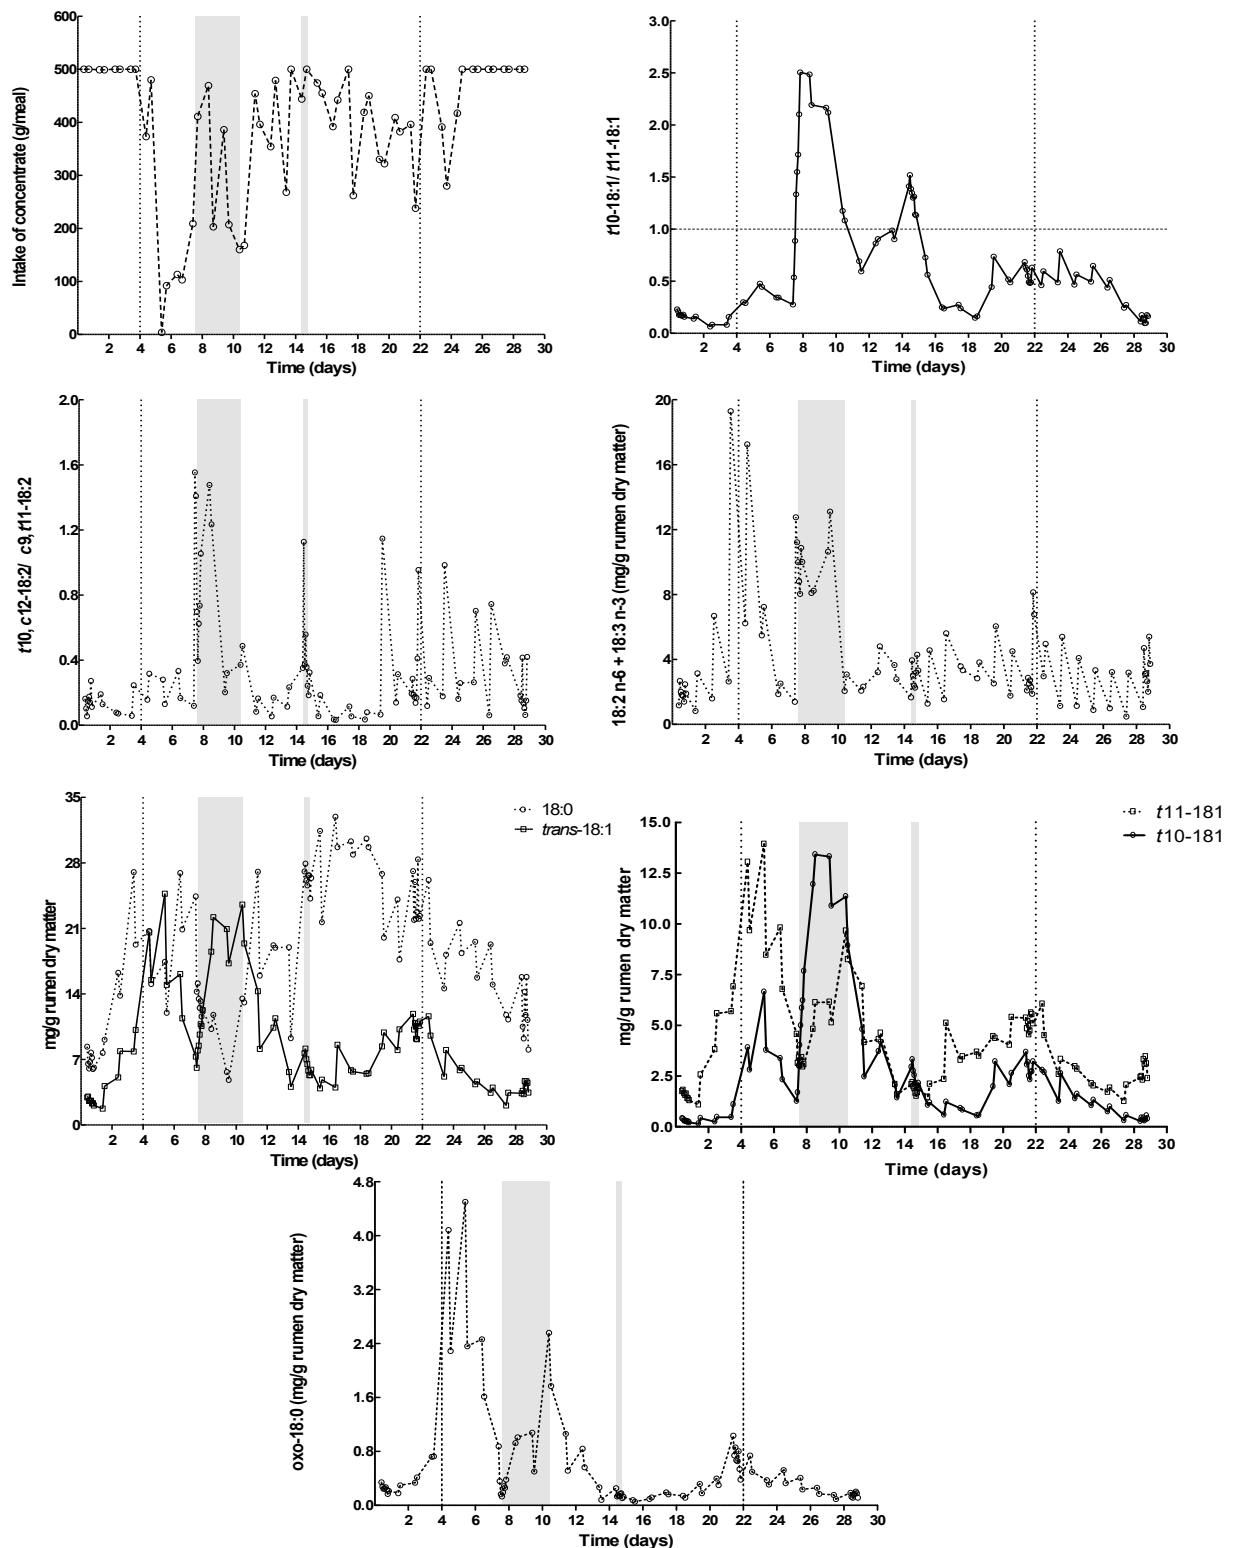 600
500
400
300
200
100
0
Intake of concentrate (g/meal)
2 4 6 8 10 12 14 16 18 20 22 24 26 28 30
Time (days)
3.0
2.5
2.0
1.5
1.0
0.5
0.0
t10-18:1/ t11-18:1
2 4 6 8 10 12 14 16 18 20 22 24 26 28 30
Time (days)
2.0
1.6
1.2
0.8
0.4
0.0
t10, c12-18:2/ c9, t11-18:2
2 4 6 8 10 12 14 16 18 20 22 24 26 28 30
Time (days)
20
16
12
8
4
0
18:2 n-6 + 18:3 n-3 (mg/g rumen dry matter)
2 4 6 8 10 12 14 16 18 20 22 24 26 28 30
Time (days)
35
28
21
14
7
0
mg/g rumen dry matter
18:0
trans-18:1
2 4 6 8 10 12 14 16 18 20 22 24 26 28 30
Time (days)
15.0
12.5
10.0
7.5
5.0
2.5
0.0
mg/g rumen dry matter
t11-181
t10-181
2 4 6 8 10 12 14 16 18 20 22 24 26 28 30
Time (days)
4.8
4.0
3.2
2.4
1.6
0.8
0.0
oxo-18:0 (mg/g rumen dry matter)
2 4 6 8 10 12 14 16 18 20 22 24 26 28 30
Time (days)